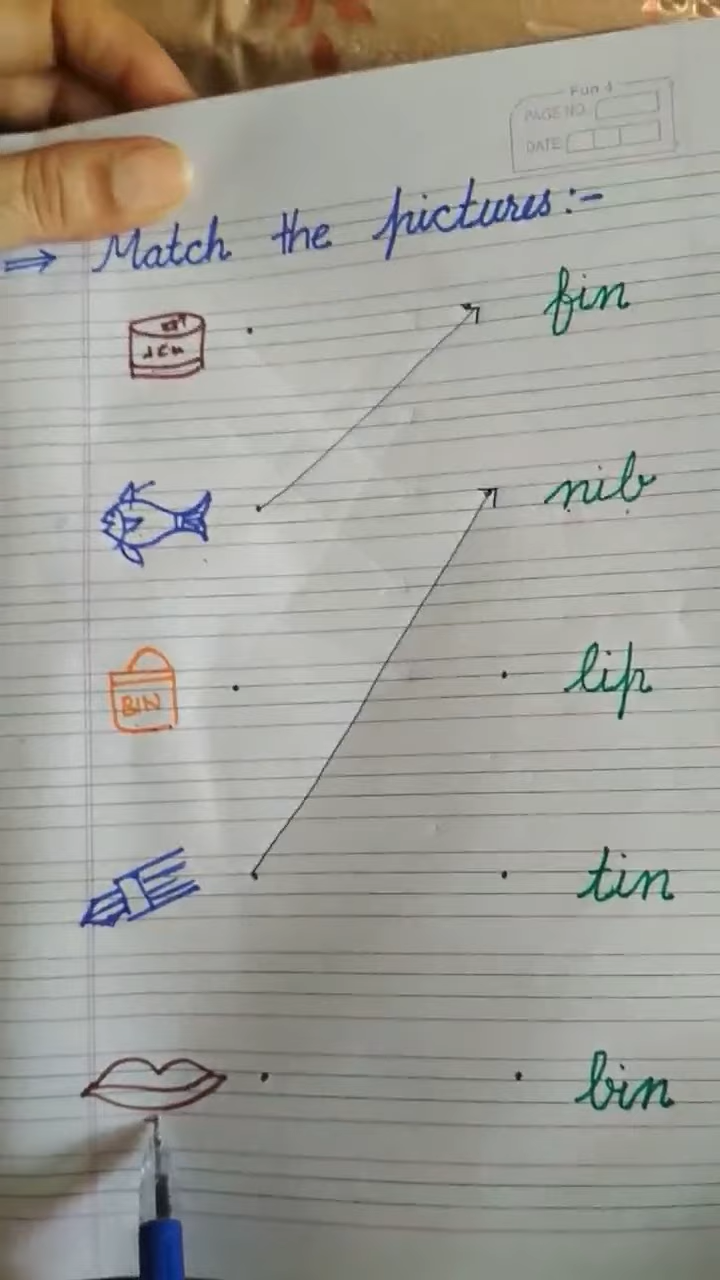 Fun 4
PAGE NO.
DATE
⇒ Match the pictures:-
fin
nib
BIN
lip
tin
bin